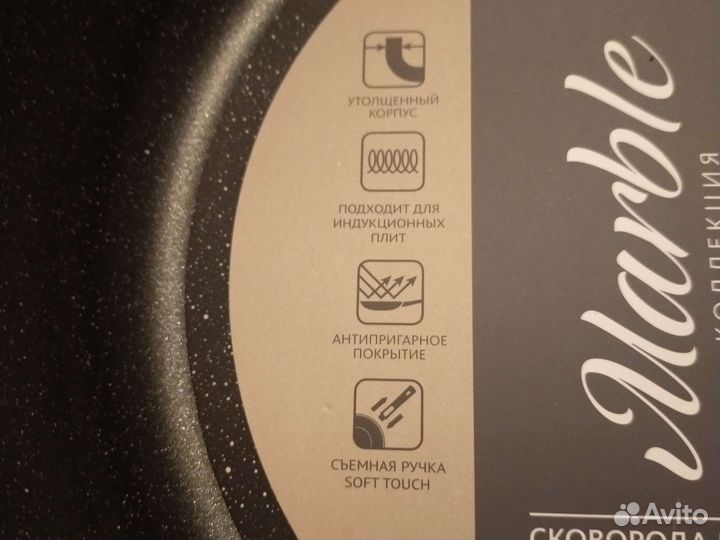 УТОЛЩЕННЫЙ
КОРПУС
ПОДХОДИТ ДЛЯ
ИНДУКЦИОННЫХ
ПЛИТ
АНТИПРИГАРНОЕ
ПОКРЫТИЕ
СЪЕМНАЯ РУЧКА
SOFT TOUCH
Marble
КОЛЛЕКЦИЯ
СКОВОРОДА
Avito